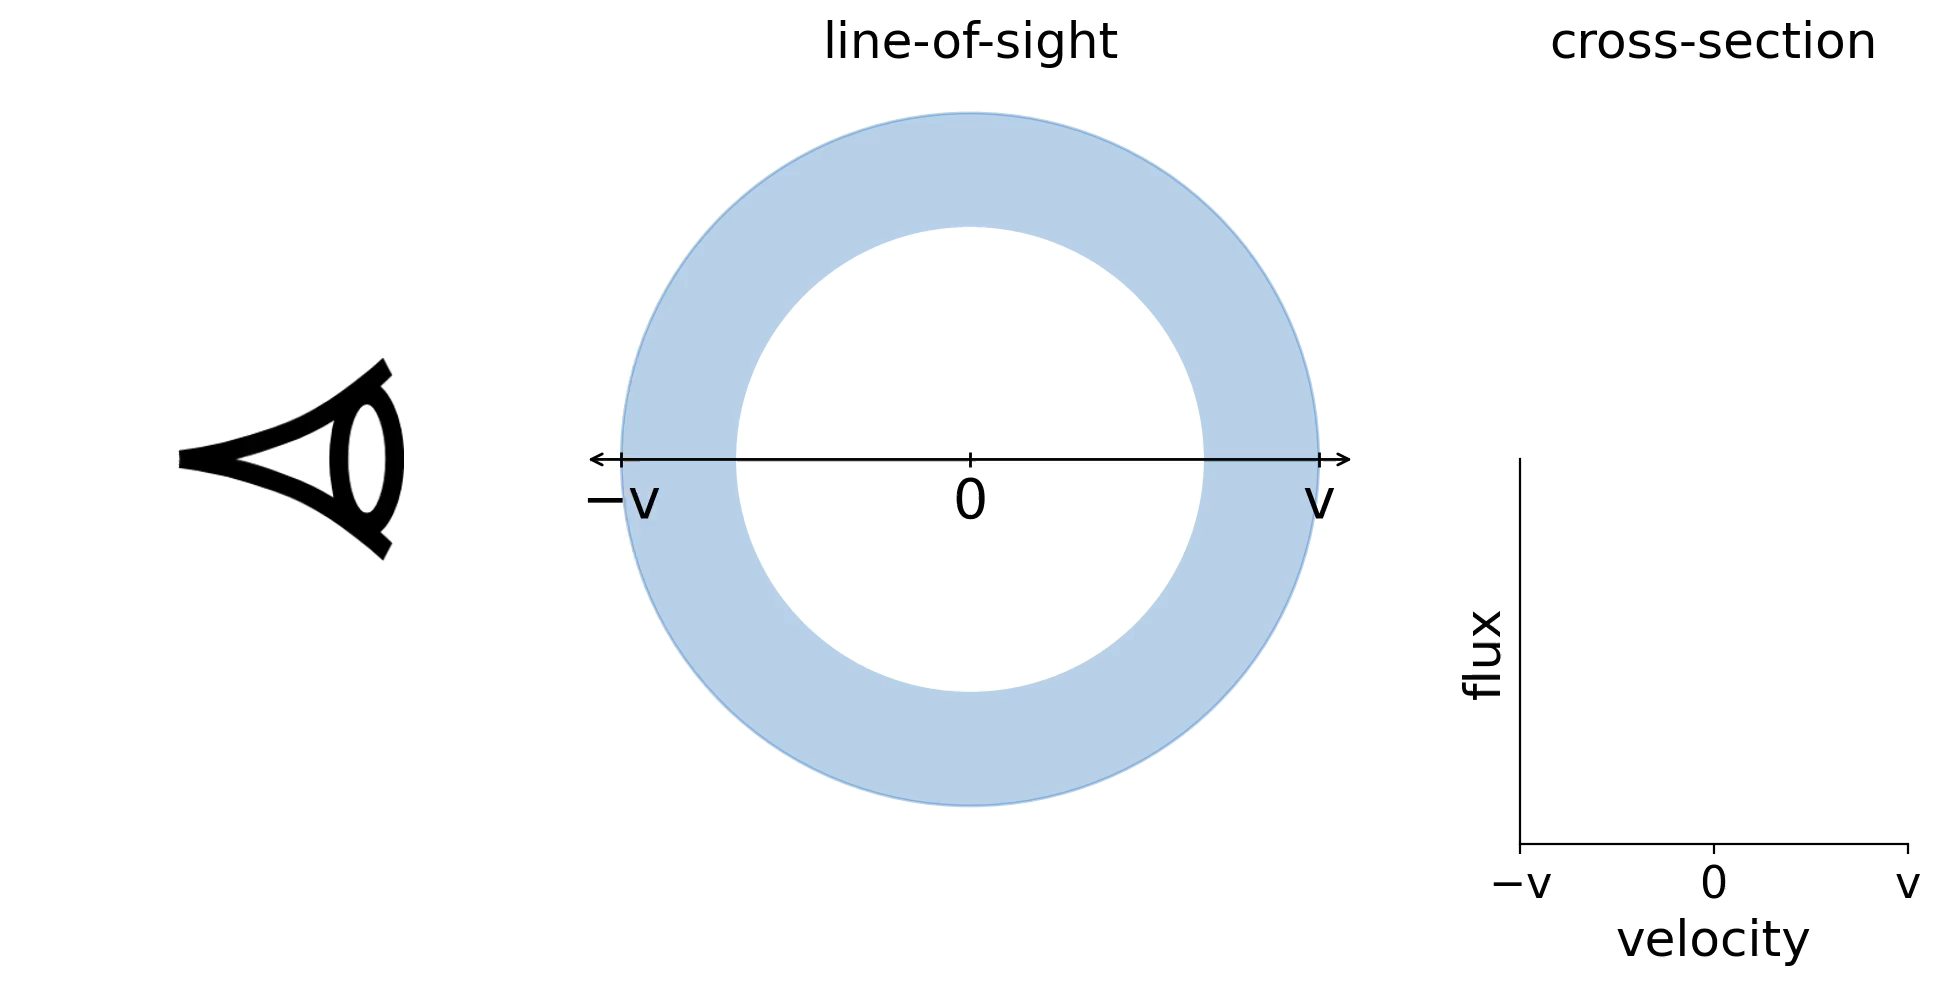 line-of-sight
cross-section
−v 0 v
flux
−v 0 v
velocity